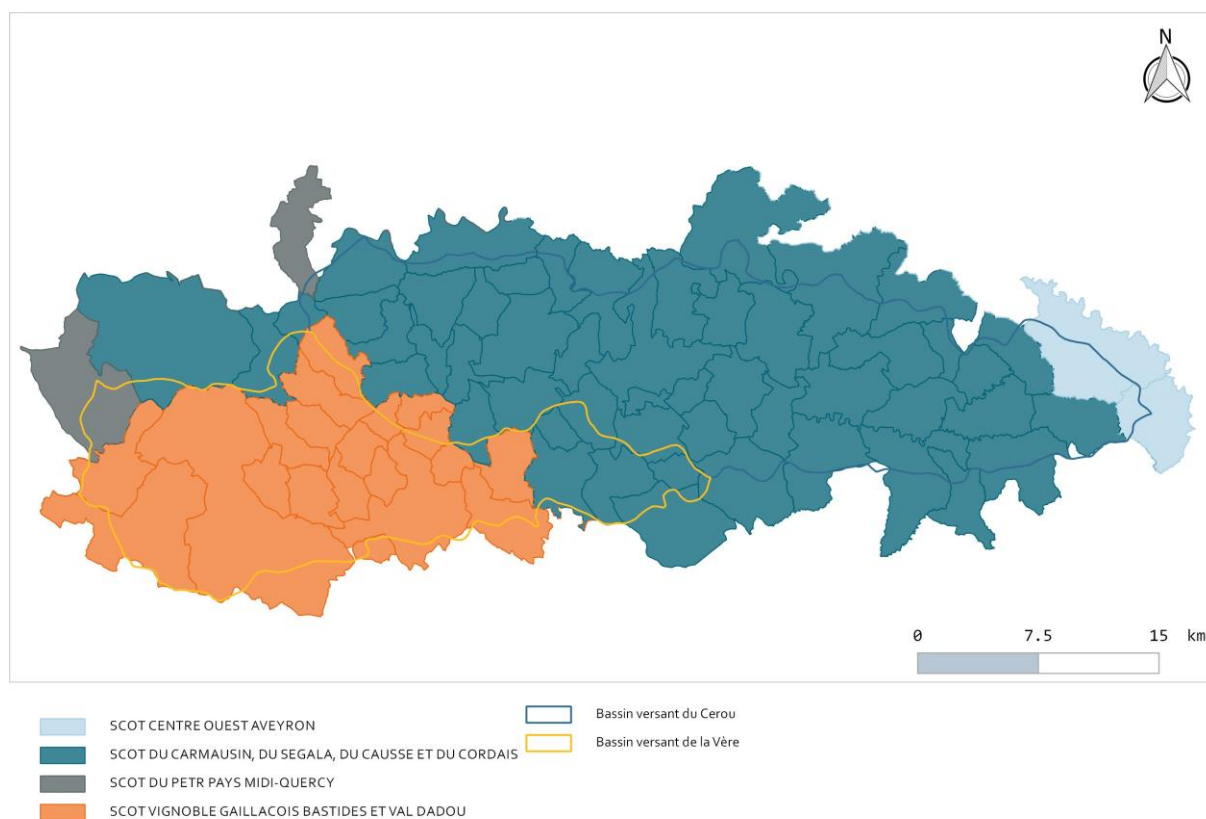 N
0 7.5 15 km
SCOT CENTRE OUEST AVEYRON
SCOT DU CARMAUSIN, DU SEGALA, DU CAUSSE ET DU CORDAIS
SCOT DU PETR PAYS MIDI-QUERCY
SCOT VIGNOBLE GAILLACOIS BASTIDES ET VAL DADOU
Bassin versant du Cerou
Bassin versant de la Vère